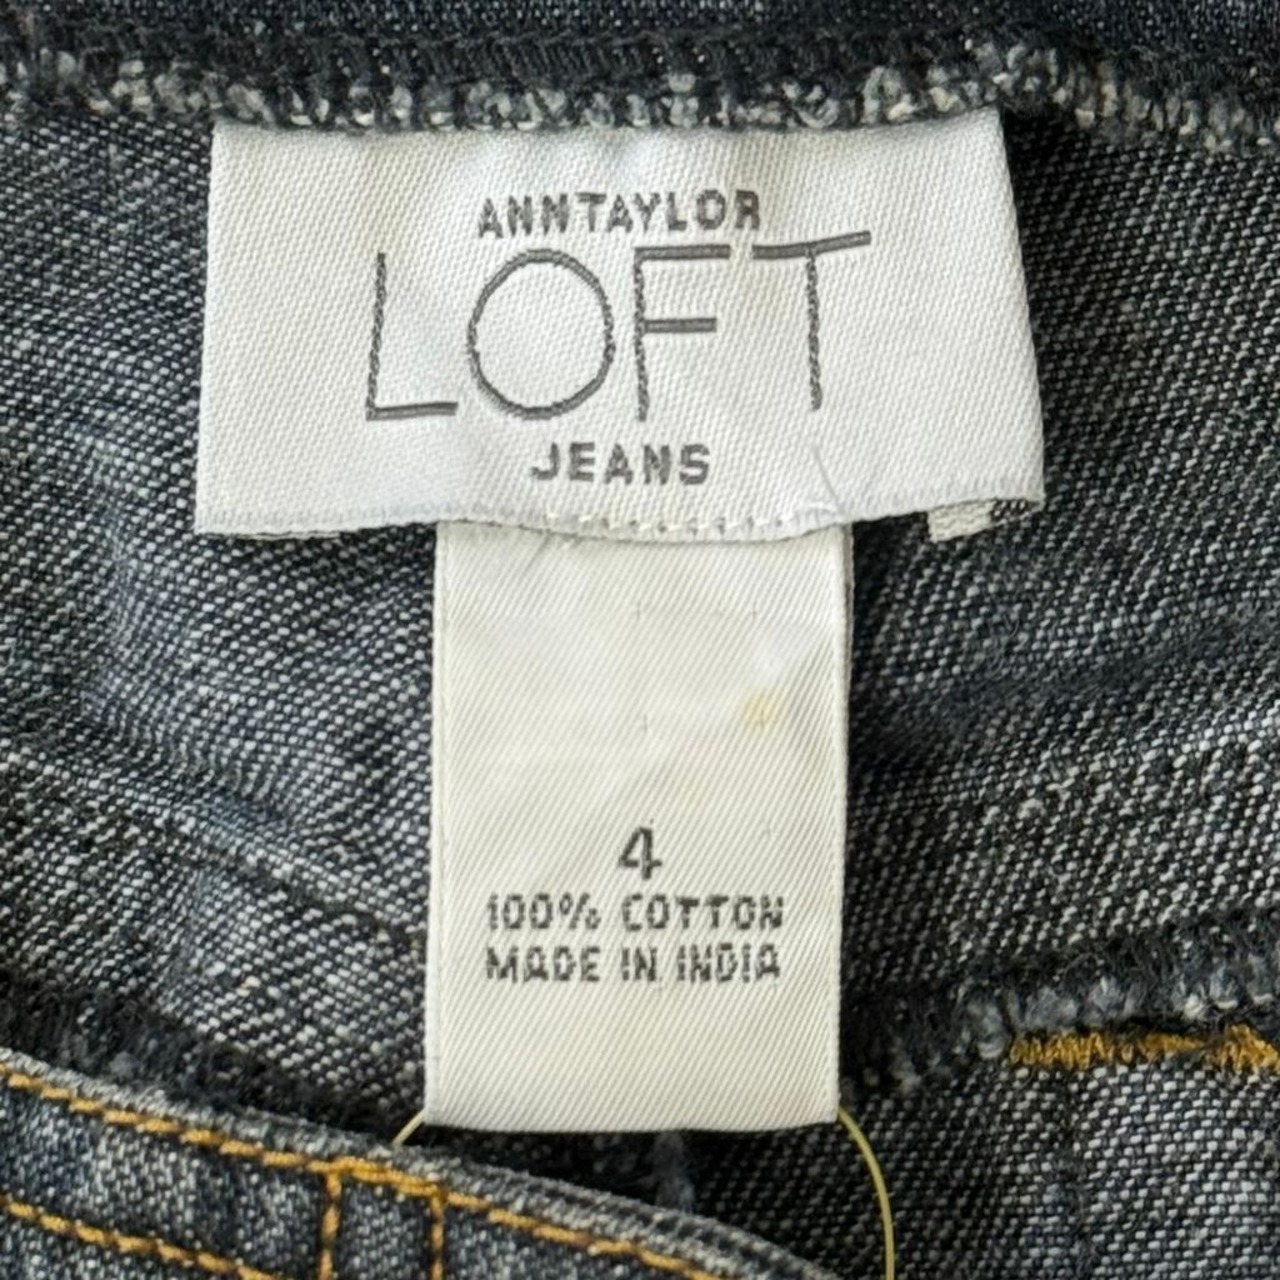 ANNTAYLOR
LOFT
JEANS
4
100% COTTON
MADE IN INDIA